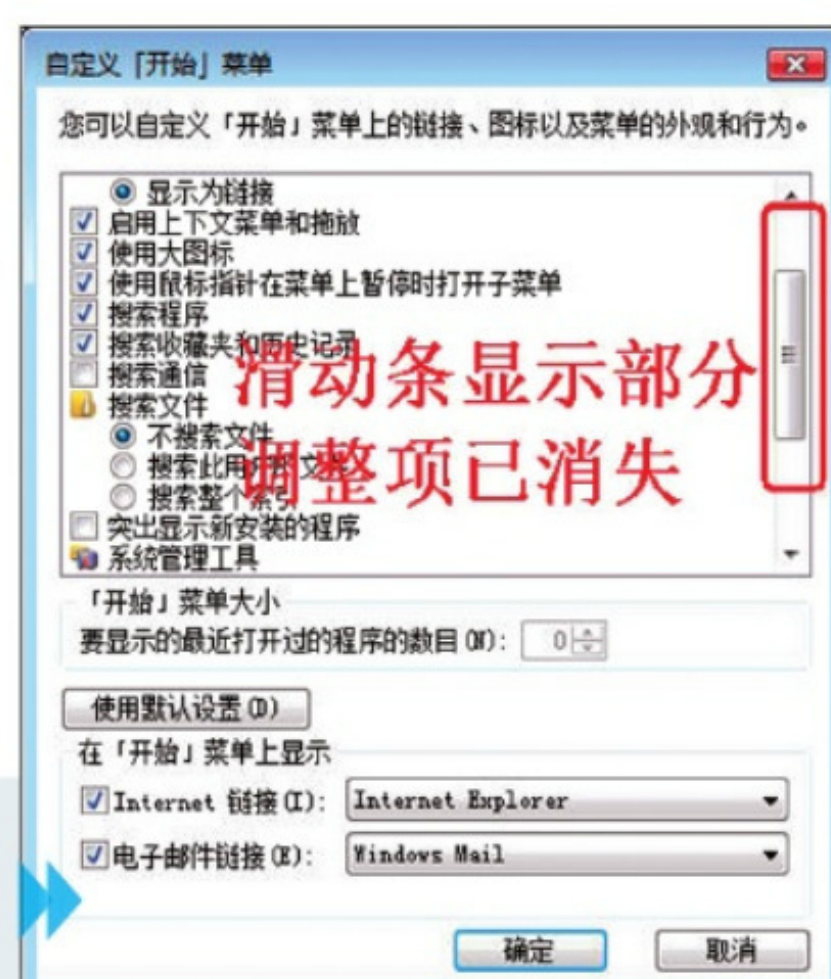 自定义「开始」菜单
您可以自定义「开始」菜单上的链接、图标以及菜单的外观和行为。
显示为链接
启用上下文菜单和拖放
使用大图标
使用鼠标指针在菜单上暂停时打开子菜单
搜索程序
搜索收藏夹和历史记录
搜索通信
搜索文件
不搜索文件
搜索此用户的文件
搜索整个索引
突出显示新安装的程序
系统管理工具
滑动条显示部分
调整项已消失
「开始」菜单大小
要显示的最近打开过的程序的数目(N): 0
使用默认设置(D)
在「开始」菜单上显示
Internet 链接(I): Internet Explorer
电子邮件链接(E): Windows Mail
确定 取消